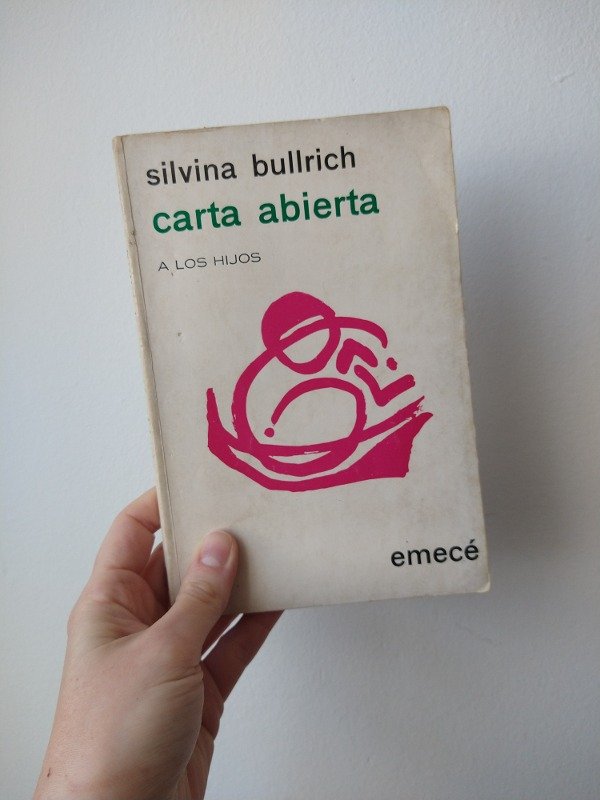 silvina bullrich
carta abierta
A LOS HIJOS
emecé